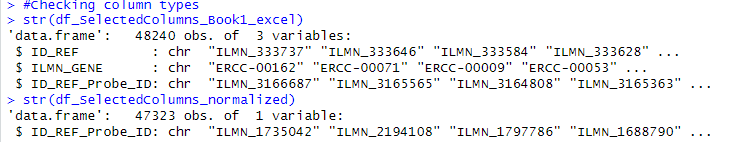 > #Checking column types
> str(df_SelectedColumns_Book1_excel)
'data.frame':   48240 obs. of  3 variables:
 $ ID_REF         : chr  "ILMN_333737" "ILMN_333646" "ILMN_333584" "ILMN_333628" ...
 $ ILMN_GENE      : chr  "ERCC-00162" "ERCC-00071" "ERCC-00009" "ERCC-00053" ...
 $ ID_REF_Probe_ID: chr  "ILMN_3166687" "ILMN_3165565" "ILMN_3164808" "ILMN_3165363" ...
> str(df_SelectedColumns_normalized)
'data.frame':   47323 obs. of  1 variable:
 $ ID_REF_Probe_ID: chr  "ILMN_1735042" "ILMN_2194108" "ILMN_1797786" "ILMN_1688790" ...